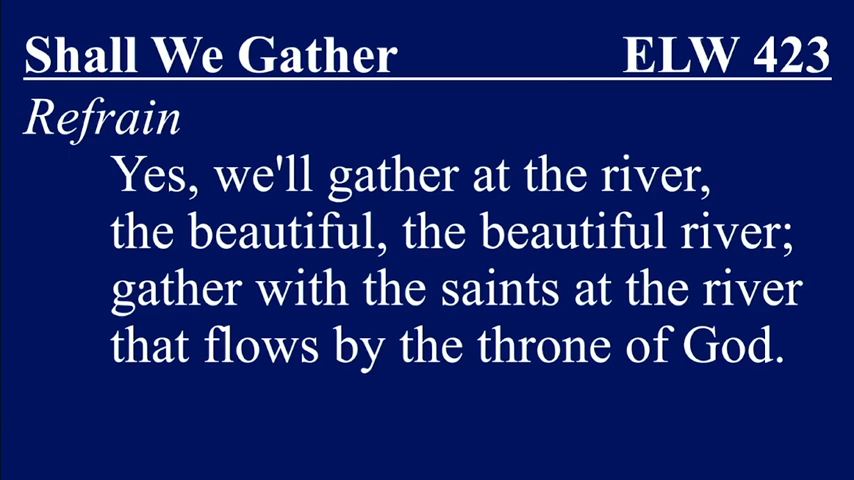 Shall We Gather ELW 423
Refrain
Yes, we'll gather at the river,
the beautiful, the beautiful river;
gather with the saints at the river
that flows by the throne of God.